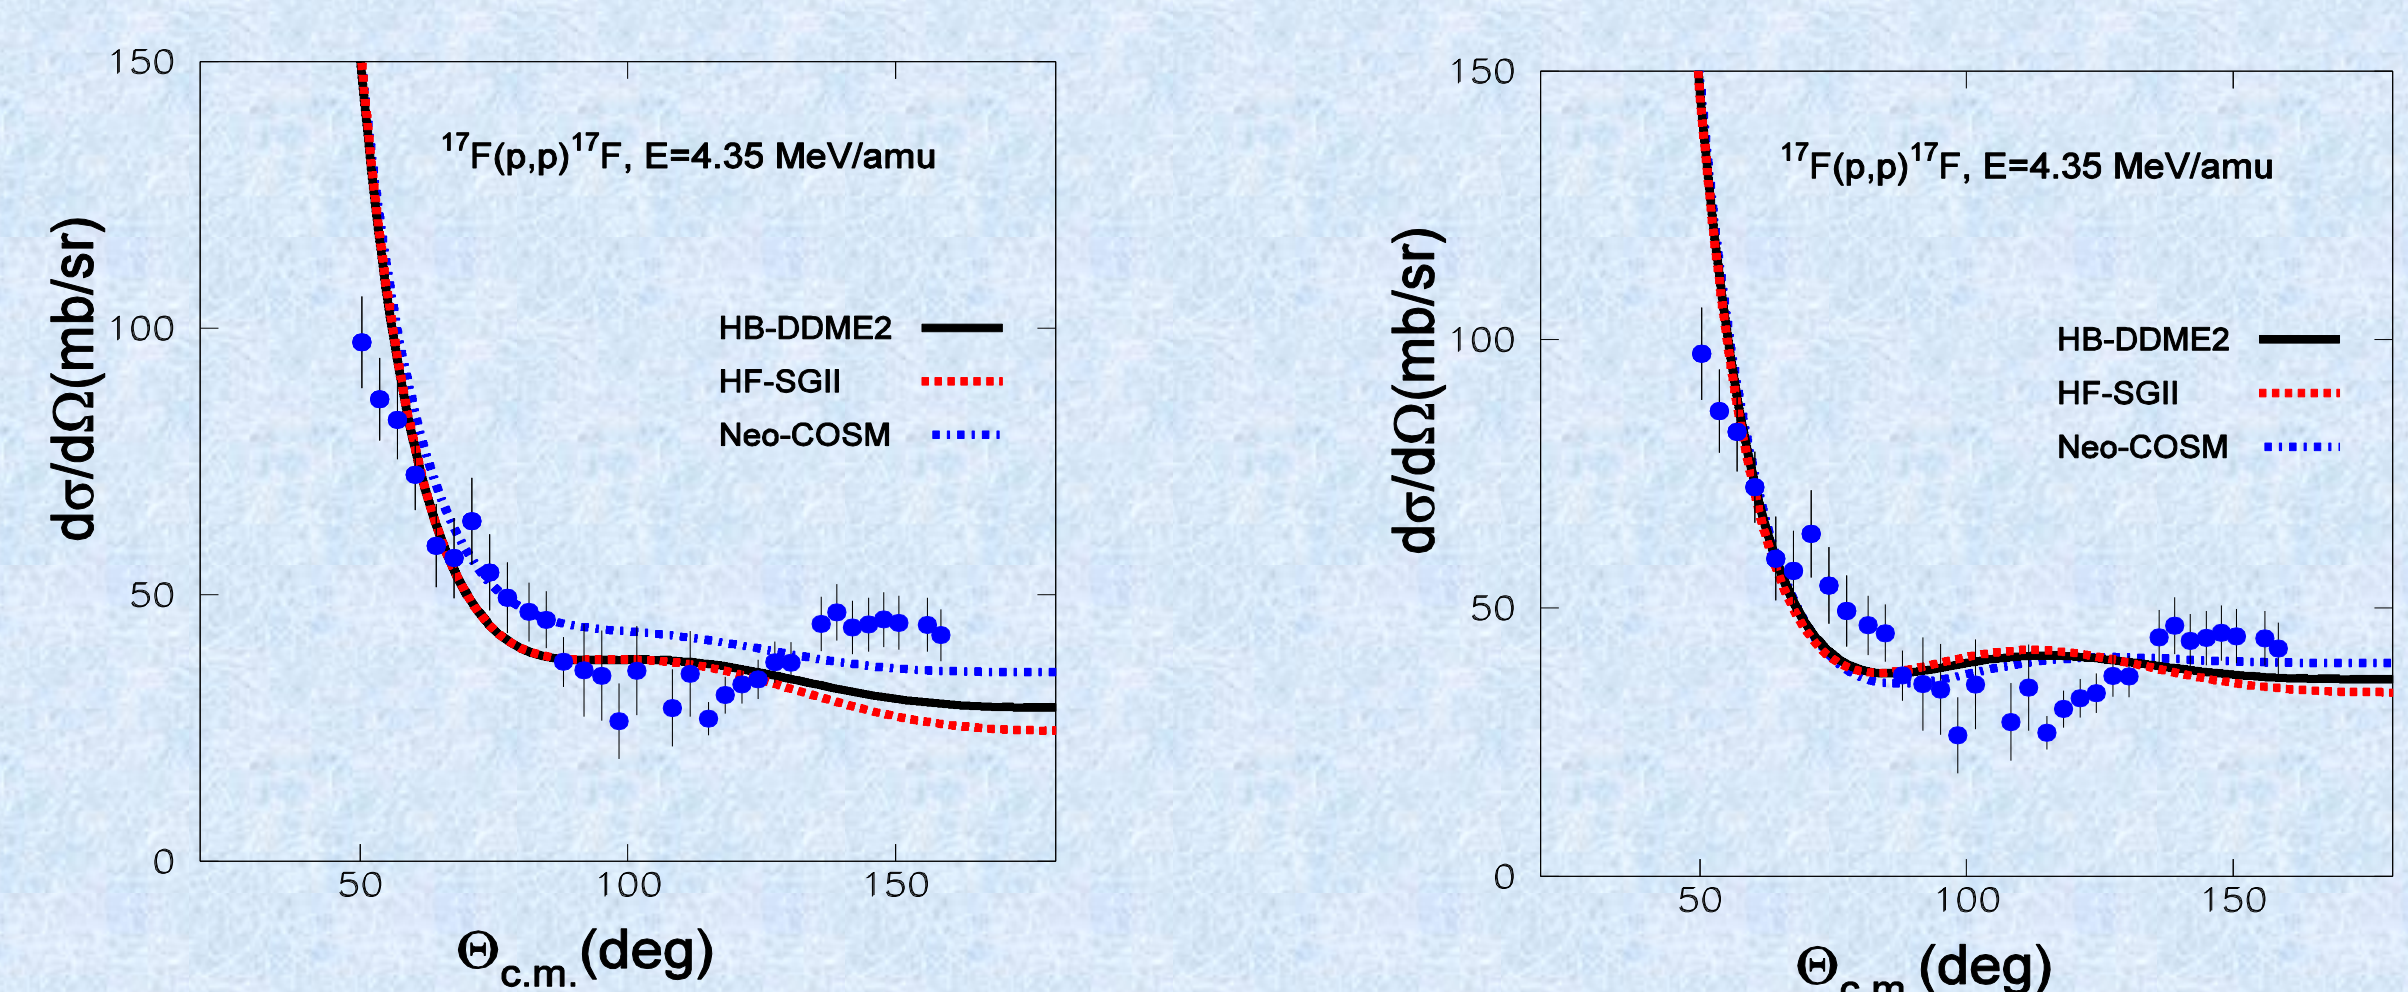 150
100
50
0
50
100
150
dσ/dΩ(mb/sr)
Θc.m.(deg)
¹⁷F(p,p)¹⁷F, E=4.35 MeV/amu
HB-DDME2
HF-SGII
Neo-COSM
150
100
50
0
50
100
150
dσ/dΩ(mb/sr)
Θc.m (deg)
¹⁷F(p,p)¹⁷F, E=4.35 MeV/amu
HB-DDME2
HF-SGII
Neo-COSM